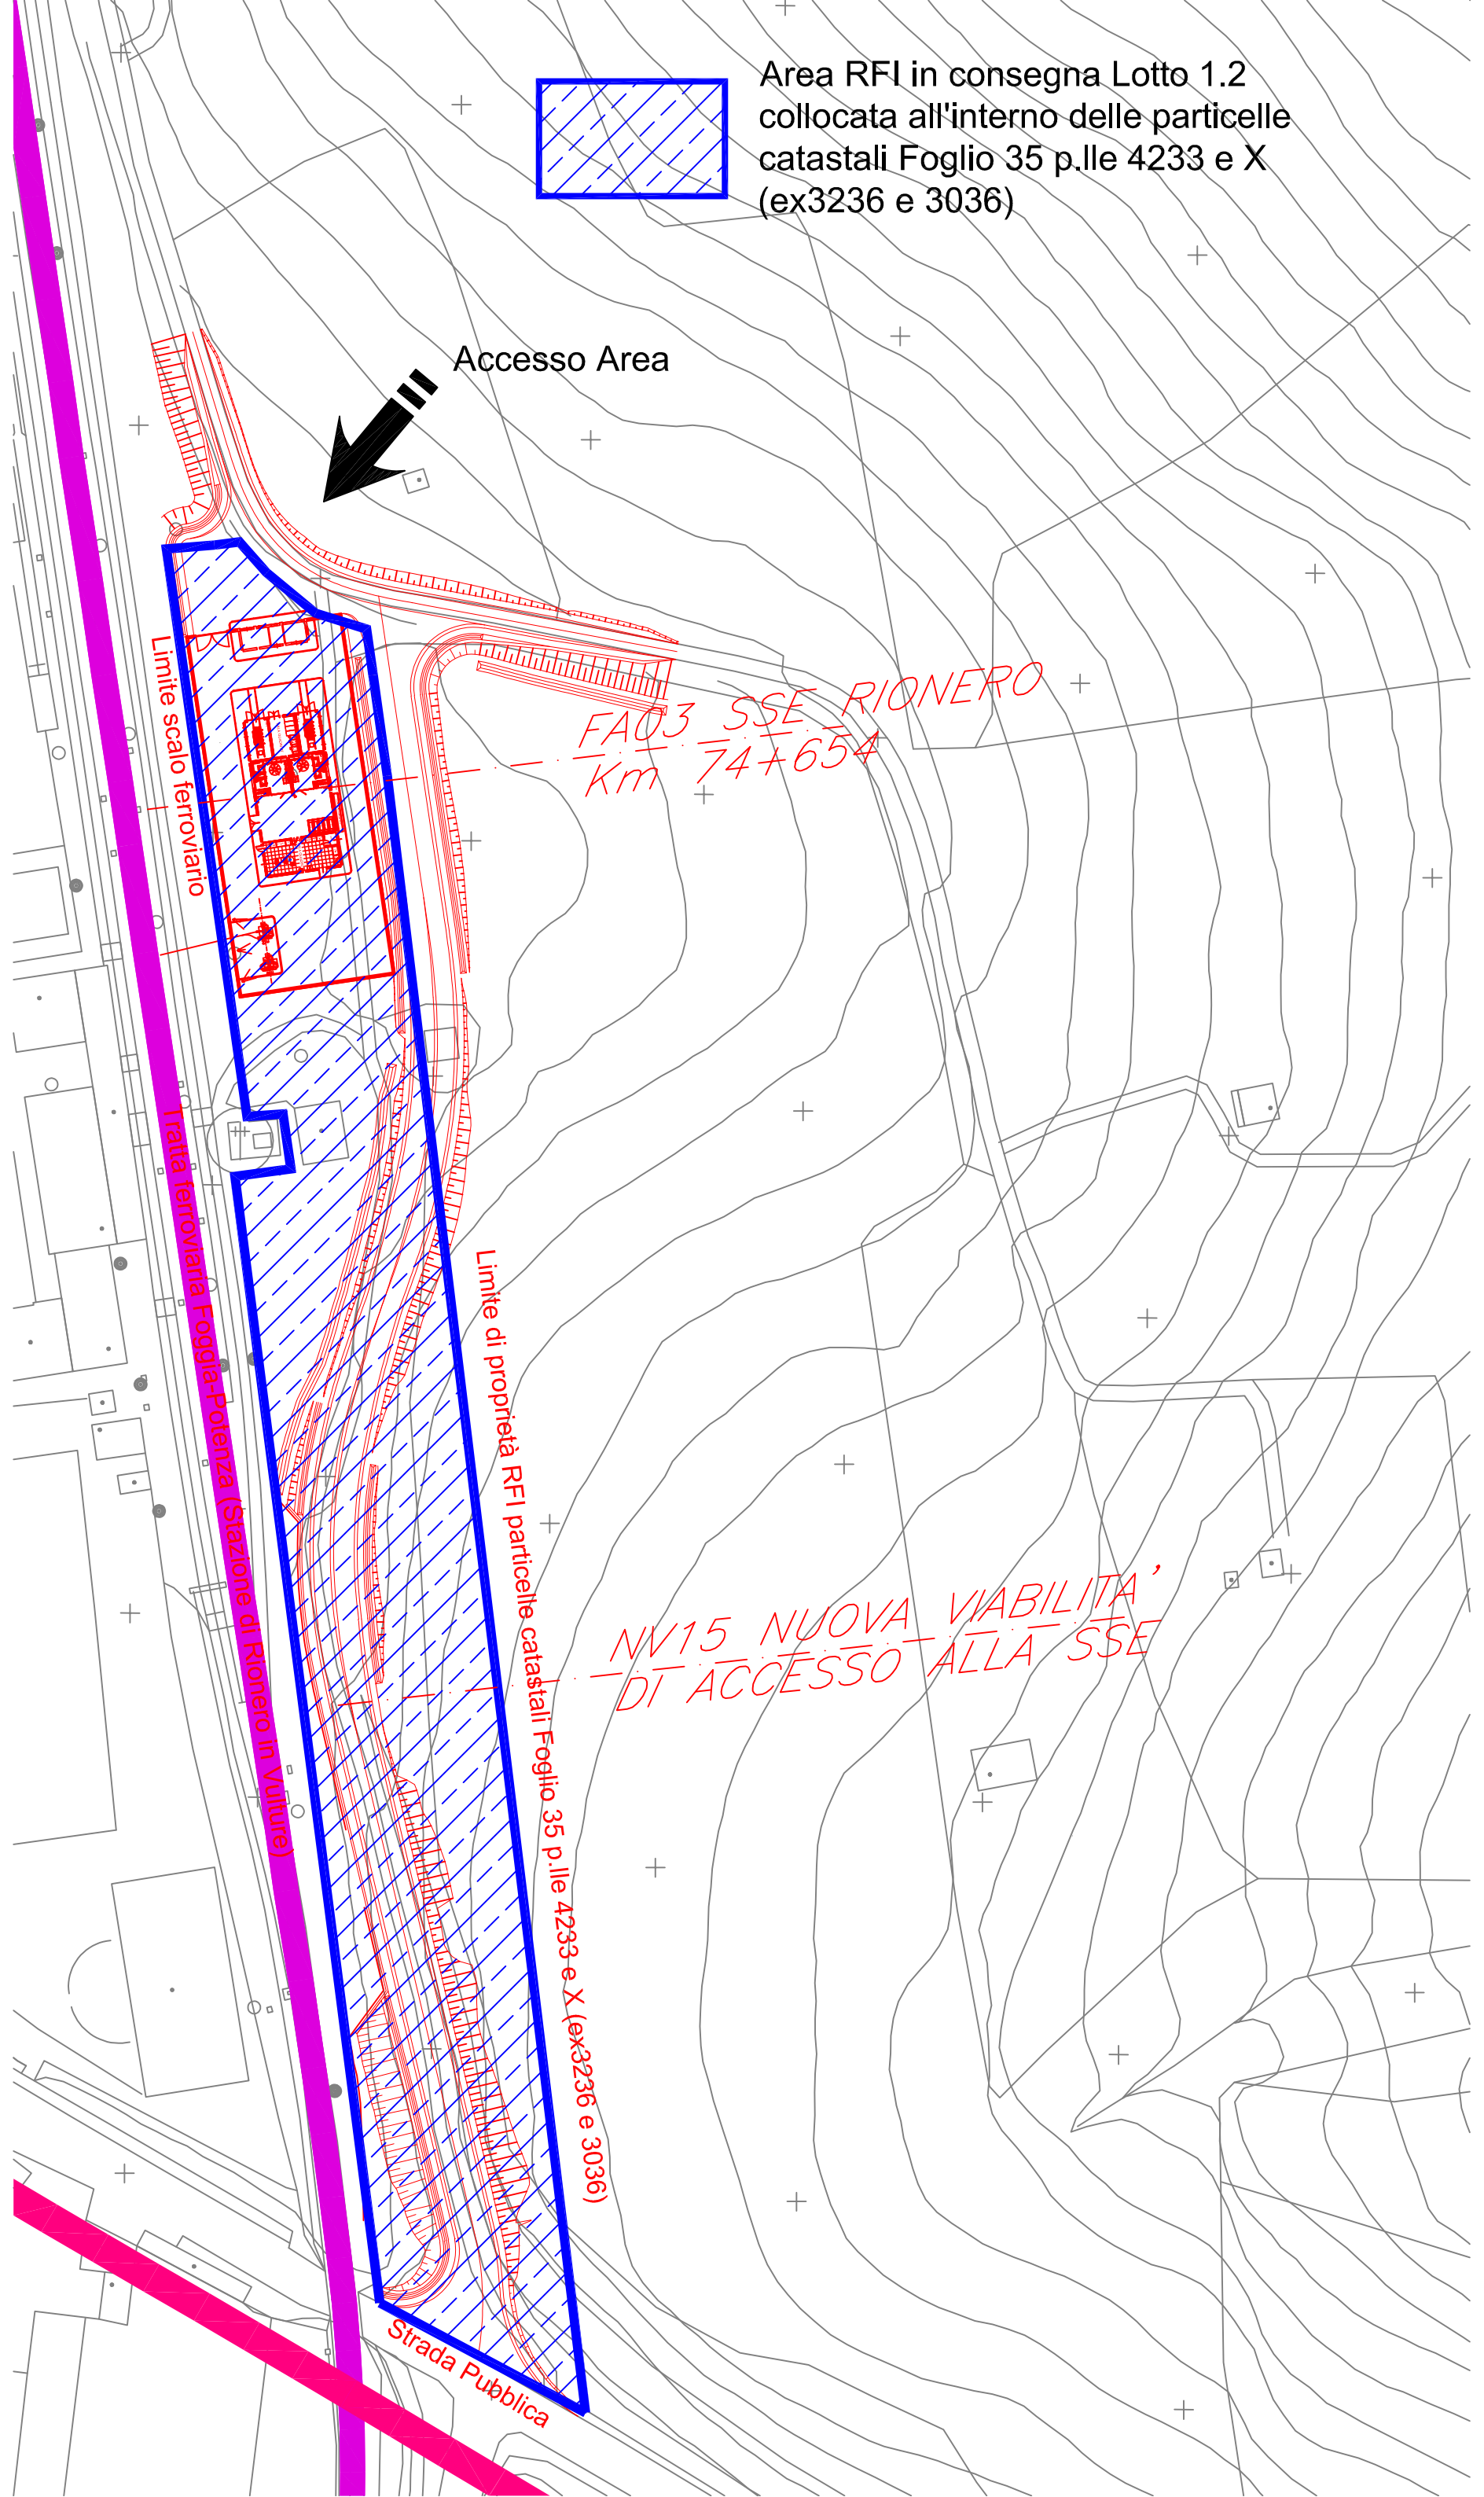 Area RFI in consegna Lotto 1.2
collocata all'interno delle particelle
catastali Foglio 35 p.lle 4233 e X
(ex3236 e 3036)
Accesso Area
Limite scalo ferroviario
FA03 SSE RIONERO
Km 74+654
Tratta ferroviaria Foggia-Potenza (Stazione di Rionero in Vulture)
Limite di proprietà RFI particelle catastali Foglio 35 p.lle 4233 e X (ex3236 e 3036)
NV15 NUOVA VIABILITA'
DI ACCESSO ALLA SSE
Strada Pubblica